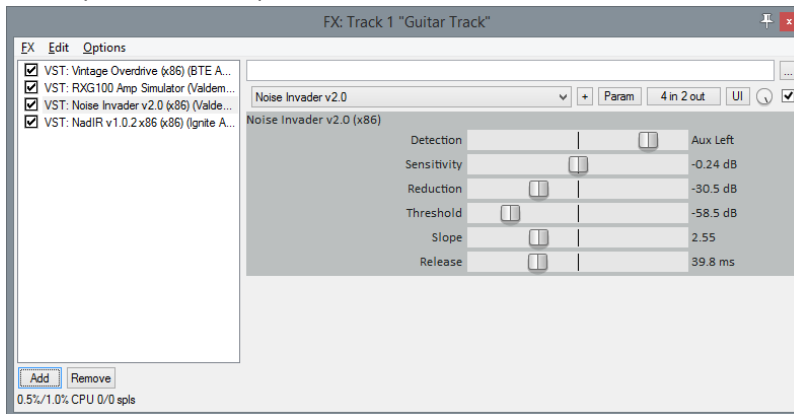 FX: Track 1 "Guitar Track"
FX Edit Options
VST: Vintage Overdrive (x86) (BTE A...
VST: RXG100 Amp Simulator (Valdem...
VST: Noise Invader v2.0 (x86) (Valde...
VST: NadIR v1.0.2 x86 (x86) (Ignite A...
...
Noise Invader v2.0 + Param 4 in 2 out UI
Noise Invader v2.0 (x86)
Detection Aux Left
Sensitivity -0.24 dB
Reduction -30.5 dB
Threshold -58.5 dB
Slope 2.55
Release 39.8 ms
Add Remove
0.5%/1.0% CPU 0/0 spls